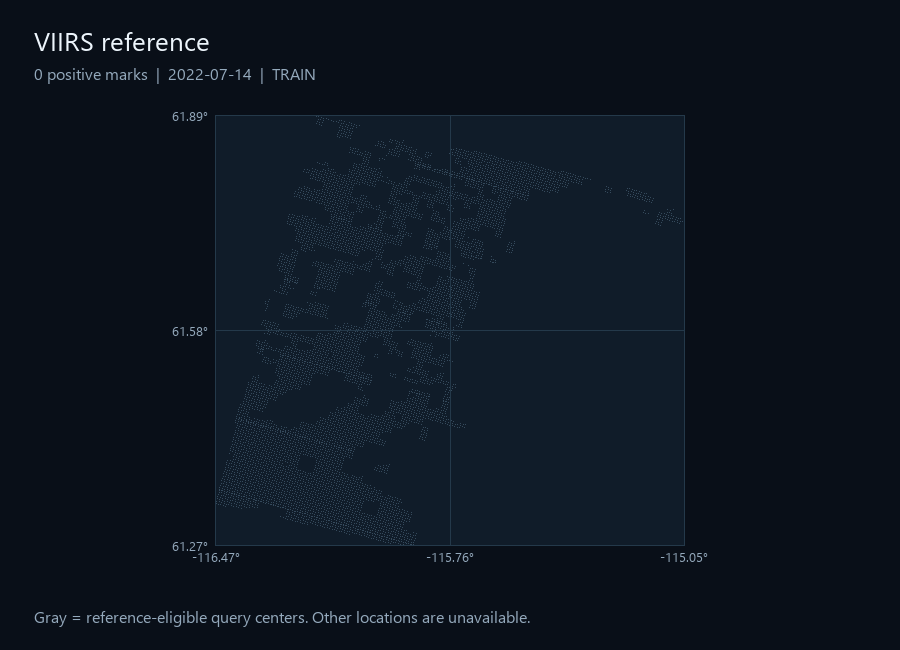 VIIRS reference
0 positive marks | 2022-07-14 | TRAIN
61.89°
61.58°
61.27°
-116.47°
-115.76°
-115.05°
Gray = reference-eligible query centers. Other locations are unavailable.